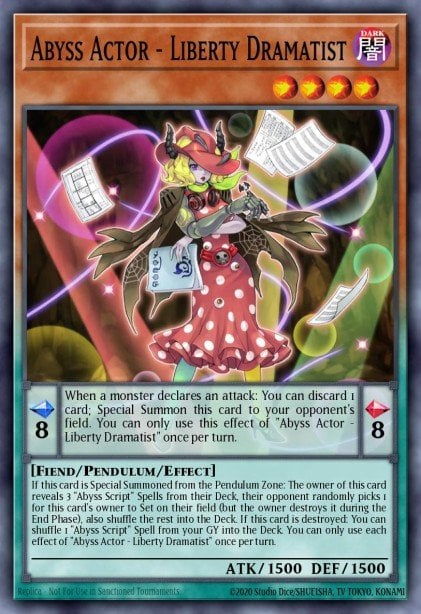 Abyss Actor - Liberty Dramatist
DARK
闇
When a monster declares an attack: You can discard 1
card; Special Summon this card to your opponent's
field. You can only use this effect of "Abyss Actor -
Liberty Dramatist" once per turn.
8
8
[Fiend/Pendulum/Effect]
If this card is Special Summoned from the Pendulum Zone: The owner of this card
reveals 3 "Abyss Script" Spells from their Deck, their opponent randomly picks 1
for this card's owner to Set on their field (but the owner destroys it during the
End Phase), also shuffle the rest into the Deck. If this card is destroyed: You can
shuffle 1 "Abyss Script" Spell from your GY into the Deck. You can only use each
effect of "Abyss Actor - Liberty Dramatist" once per turn.
ATK/1500 DEF/1500
Replica - Not For Use in Sanctioned Tournaments
©2020 Studio Dice/SHUEISHA, TV TOKYO, KONAMI